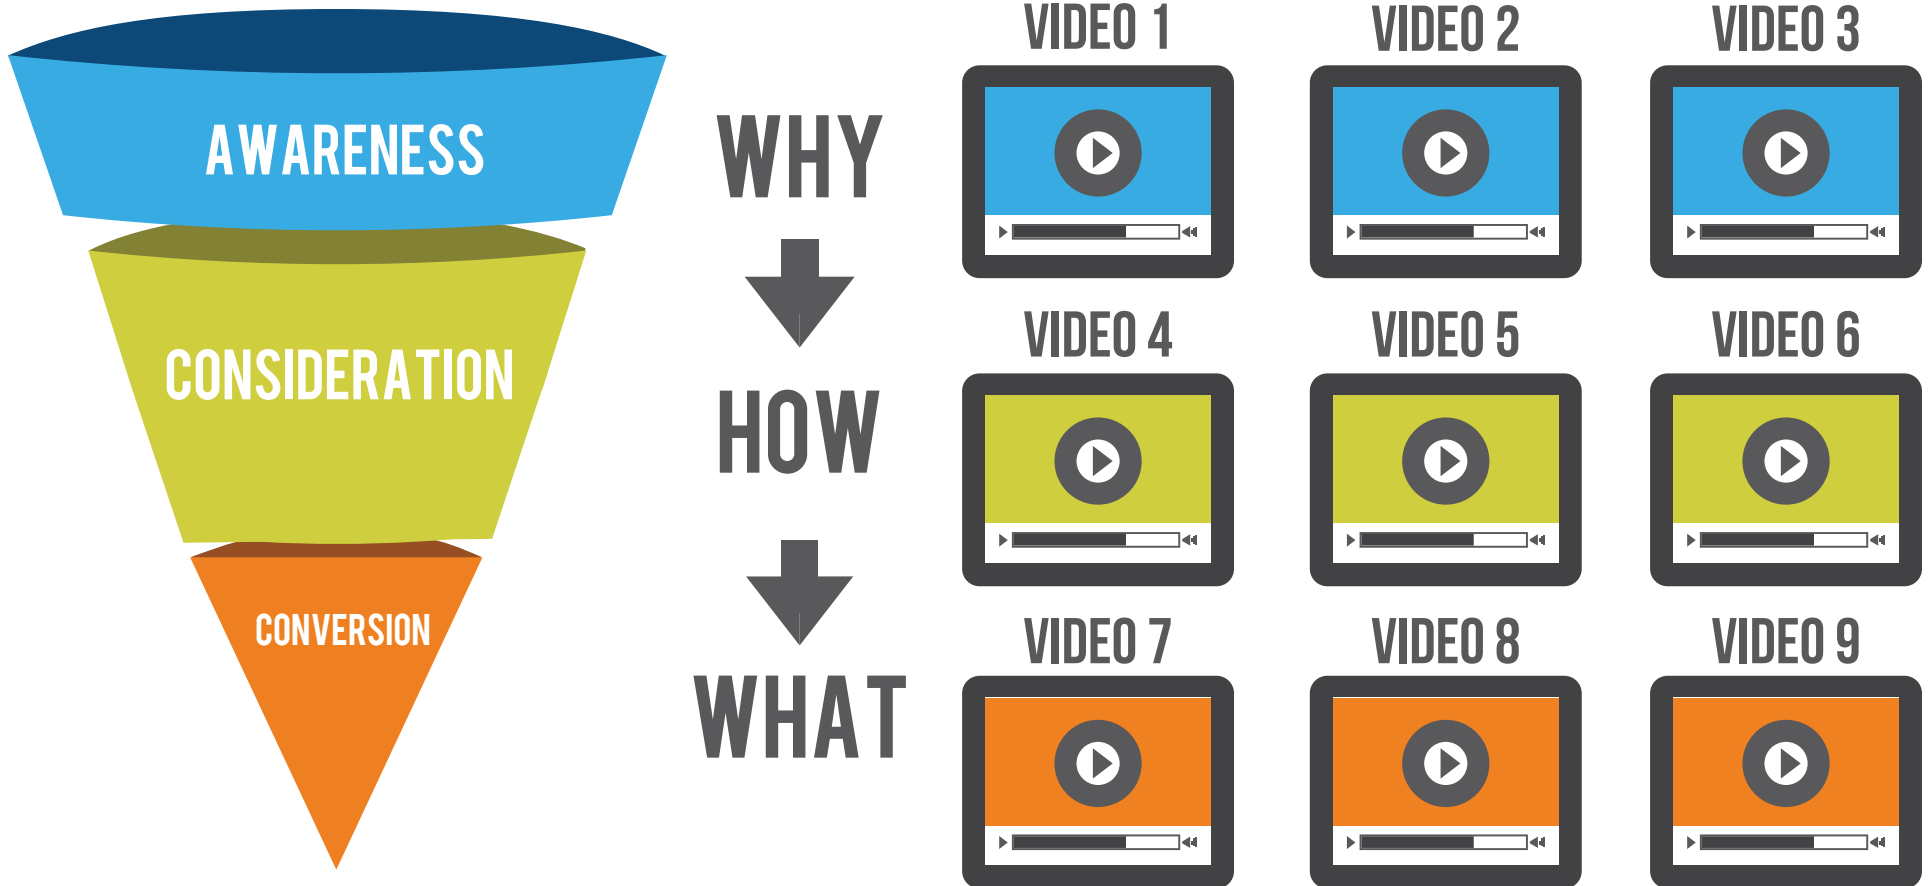 AWARENESS
CONSIDERATION
CONVERSION
WHY
HOW
WHAT
VIDEO 1
VIDEO 2
VIDEO 3
VIDEO 4
VIDEO 5
VIDEO 6
VIDEO 7
VIDEO 8
VIDEO 9